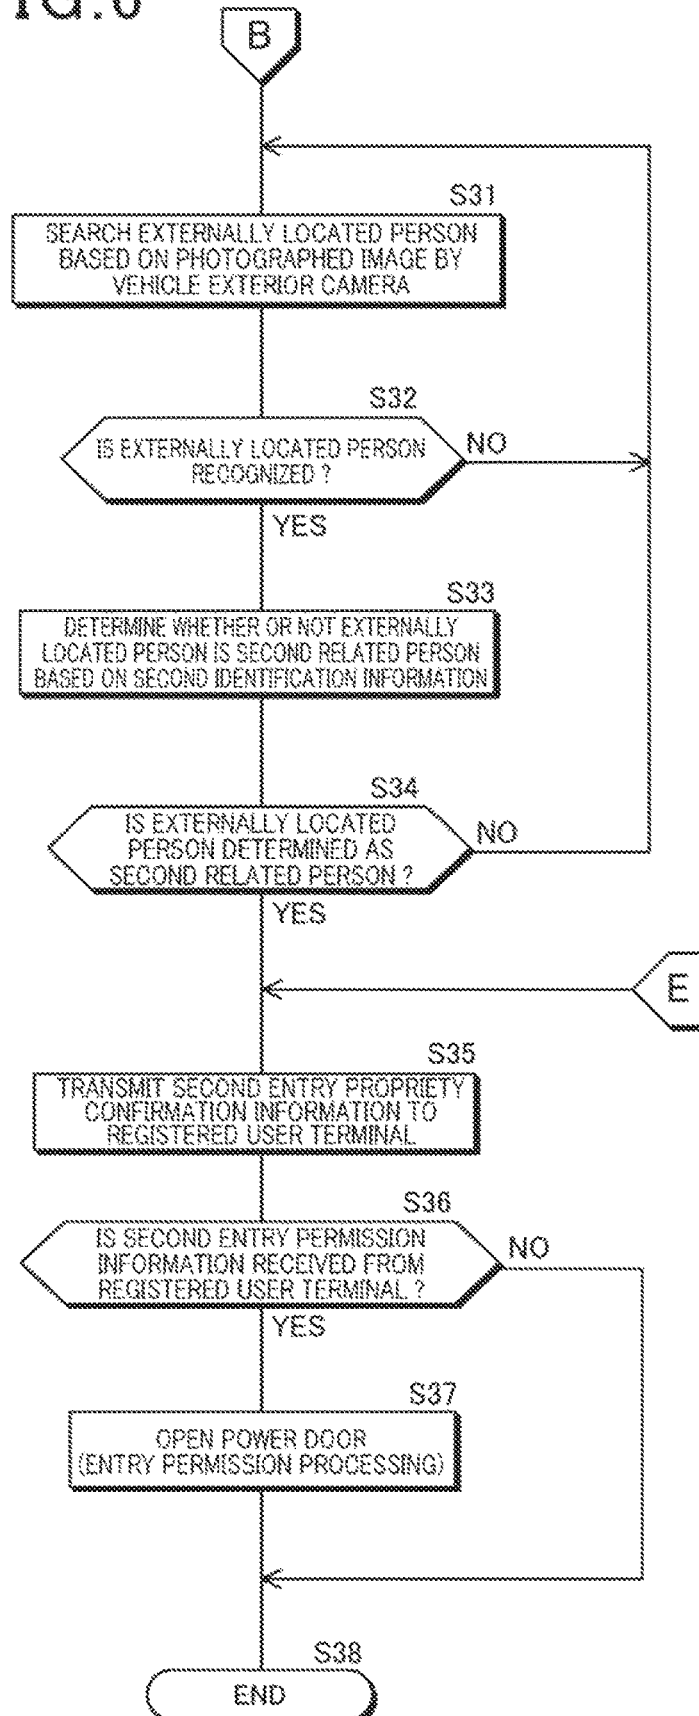 FIG.6
B
S31
SEARCH EXTERNALLY LOCATED PERSON
BASED ON PHOTOGRAPHED IMAGE BY
VEHICLE EXTERIOR CAMERA
S32
IS EXTERNALLY LOCATED PERSON
RECOGNIZED ?
NO
YES
S33
DETERMINE WHETHER OR NOT EXTERNALLY
LOCATED PERSON IS SECOND RELATED PERSON
BASED ON SECOND IDENTIFICATION INFORMATION
S34
IS EXTERNALLY LOCATED
PERSON DETERMINED AS
SECOND RELATED PERSON ?
NO
YES
E
S35
TRANSMIT SECOND ENTRY PROPRIETY
CONFIRMATION INFORMATION TO
REGISTERED USER TERMINAL
S36
IS SECOND ENTRY PERMISSION
INFORMATION RECEIVED FROM
REGISTERED USER TERMINAL ?
NO
YES
S37
OPEN POWER DOOR
(ENTRY PERMISSION PROCESSING)
S38
END